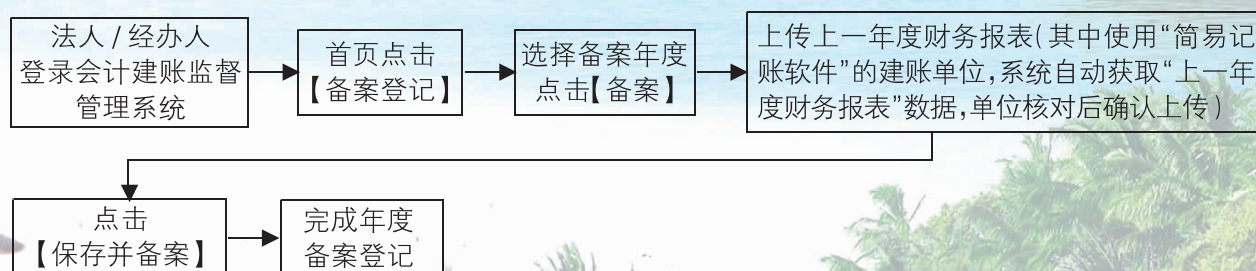 法人/经办人
登录会计建账监督
管理系统
首页点击
【备案登记】
选择备案年度
点击【备案】
上传上一年度财务报表(其中使用“简易记
账软件”的建账单位,系统自动获取“上一年
度财务报表”数据,单位核对后确认上传)
点击
【保存并备案】
完成年度
备案登记